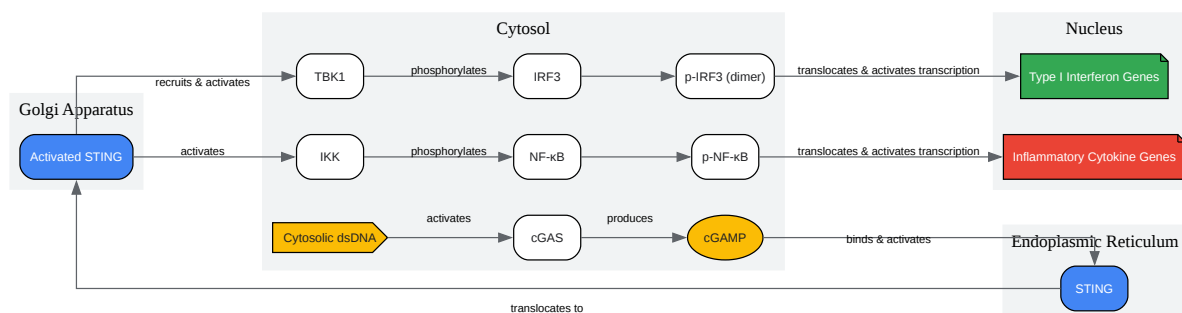 Cytosol
Nucleus
TBK1
phosphorylates
IRF3
p-IRF3 (dimer)
translocates & activates transcription
Type I Interferon Genes
recruits & activates
Golgi Apparatus
Activated STING
activates
IKK
phosphorylates
NF-κB
p-NF-κB
translocates & activates transcription
Inflammatory Cytokine Genes
Cytosolic dsDNA
activates
cGAS
produces
cGAMP
binds & activates
Endoplasmic Reticulum
STING
translocates to